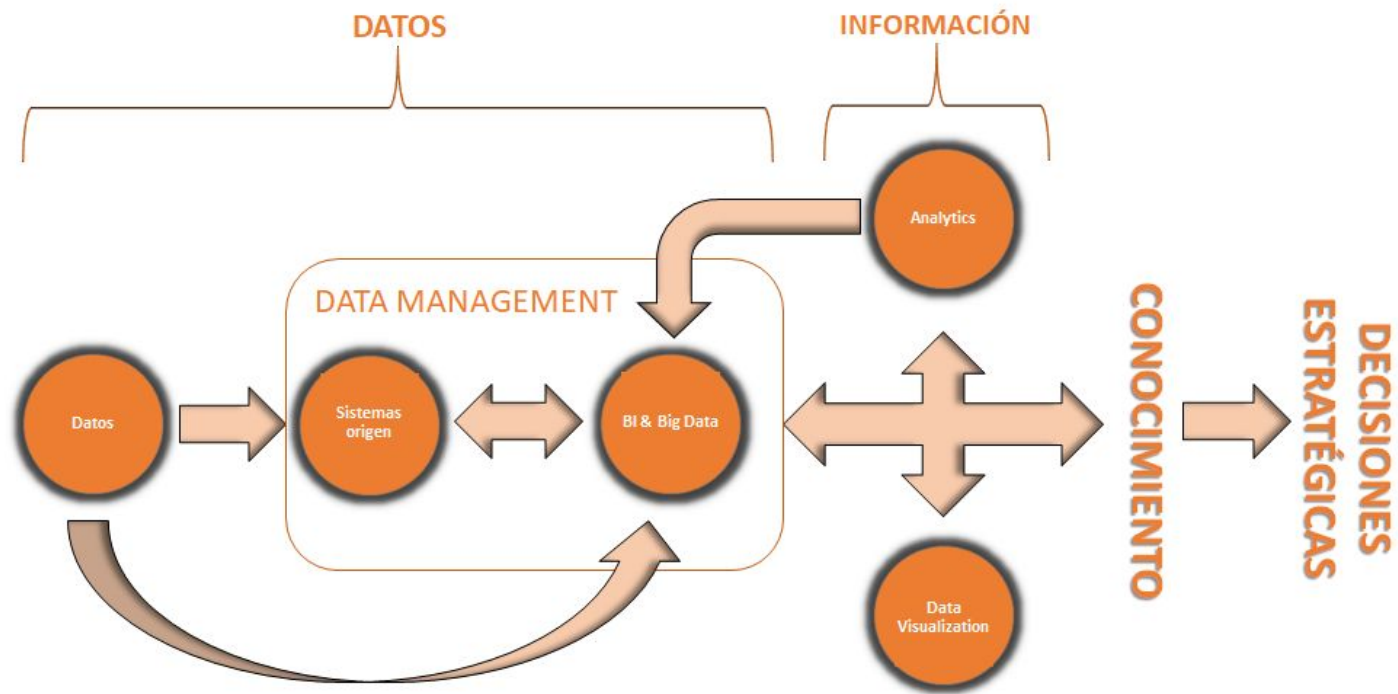 DATOS
INFORMACIÓN
Analytics
DATA MANAGEMENT
Datos
Sistemas
origen
BI & Big Data
CONOCIMIENTO
DECISIONES
ESTRATÉGICAS
Data
Visualization